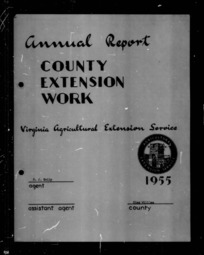 Annual Report
COUNTY
EXTENSION
WORK
Virginia Agricultural Extension Service
1955
agent
assistant agent
county